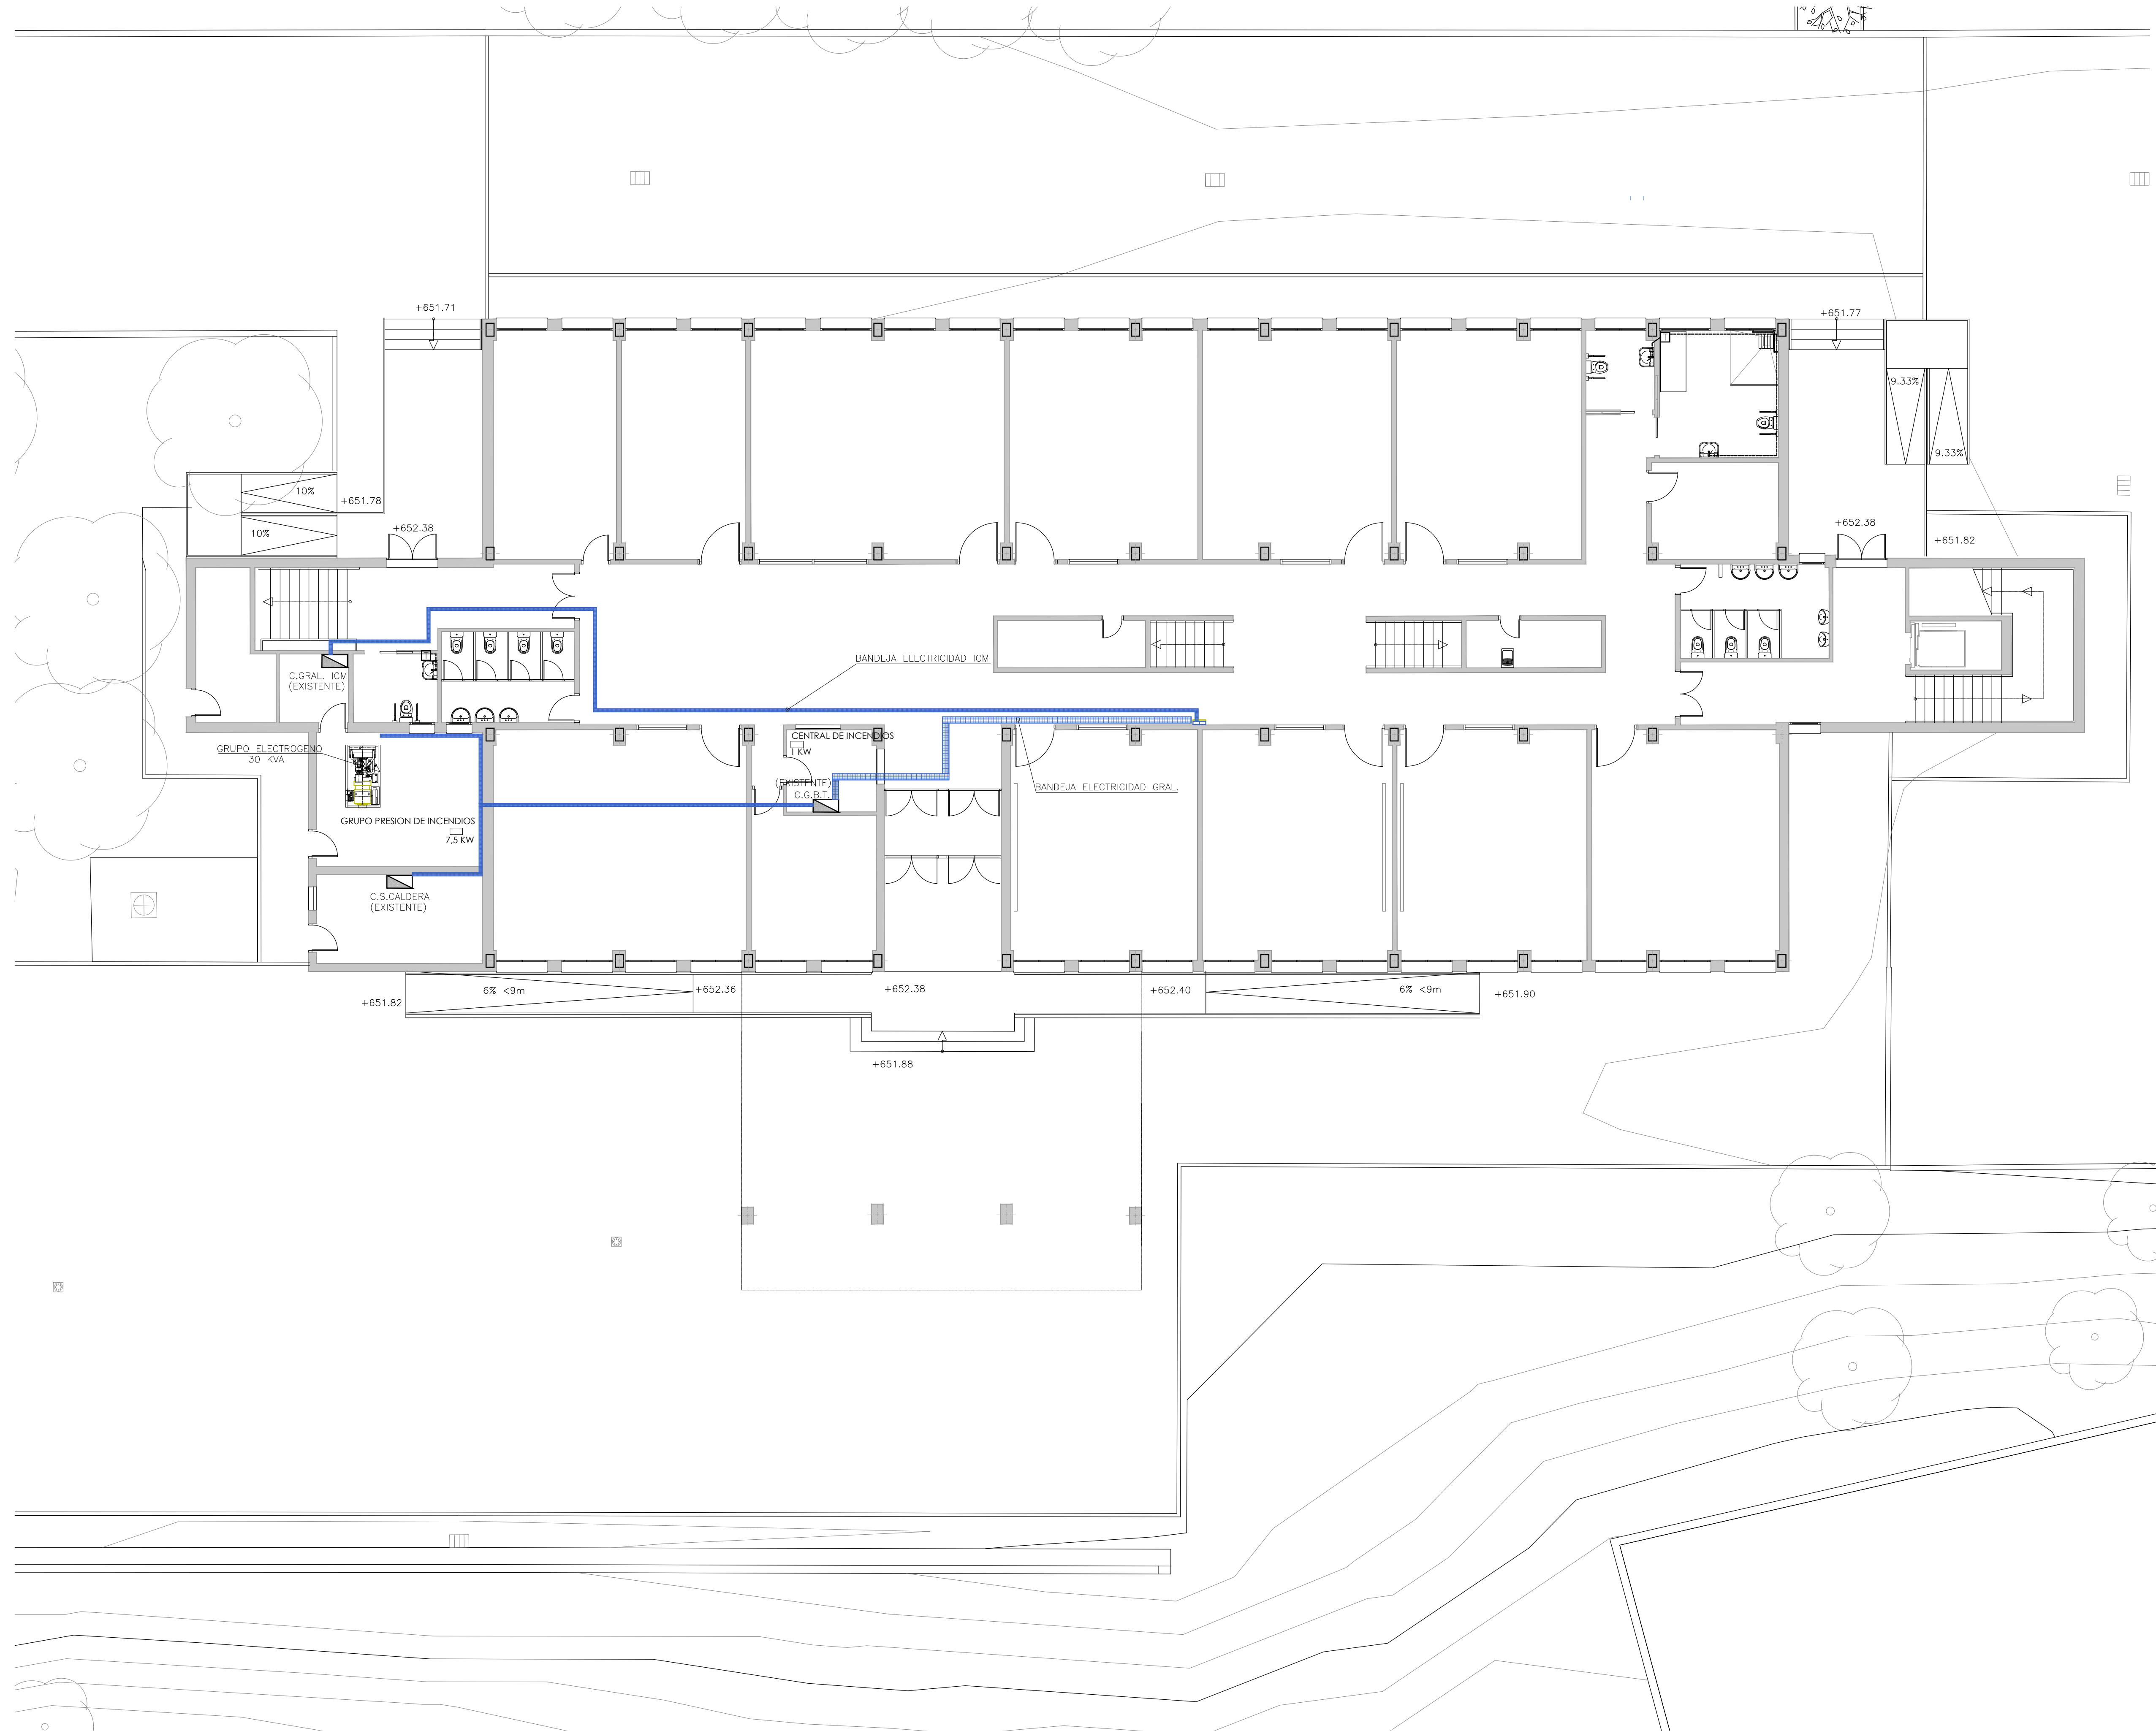 +651.71
+651.77
9.33%
9.33%
10%
+651.78
10%
+652.38
+652.38
+651.82
BANDEJA ELECTRICIDAD ICM
C.GRAL. ICM
(EXISTENTE)
CENTRAL DE INCENDIOS
1 KW
GRUPO ELECTROGENO
30 KVA
(EXISTENTE)
C.G.B.T.
BANDEJA ELECTRICIDAD GRAL.
GRUPO PRESION DE INCENDIOS
7,5 KW
C.S.CALDERA
(EXISTENTE)
6% <9m
+652.36
+652.38
+652.40
6% <9m
+651.90
+651.82
+651.88